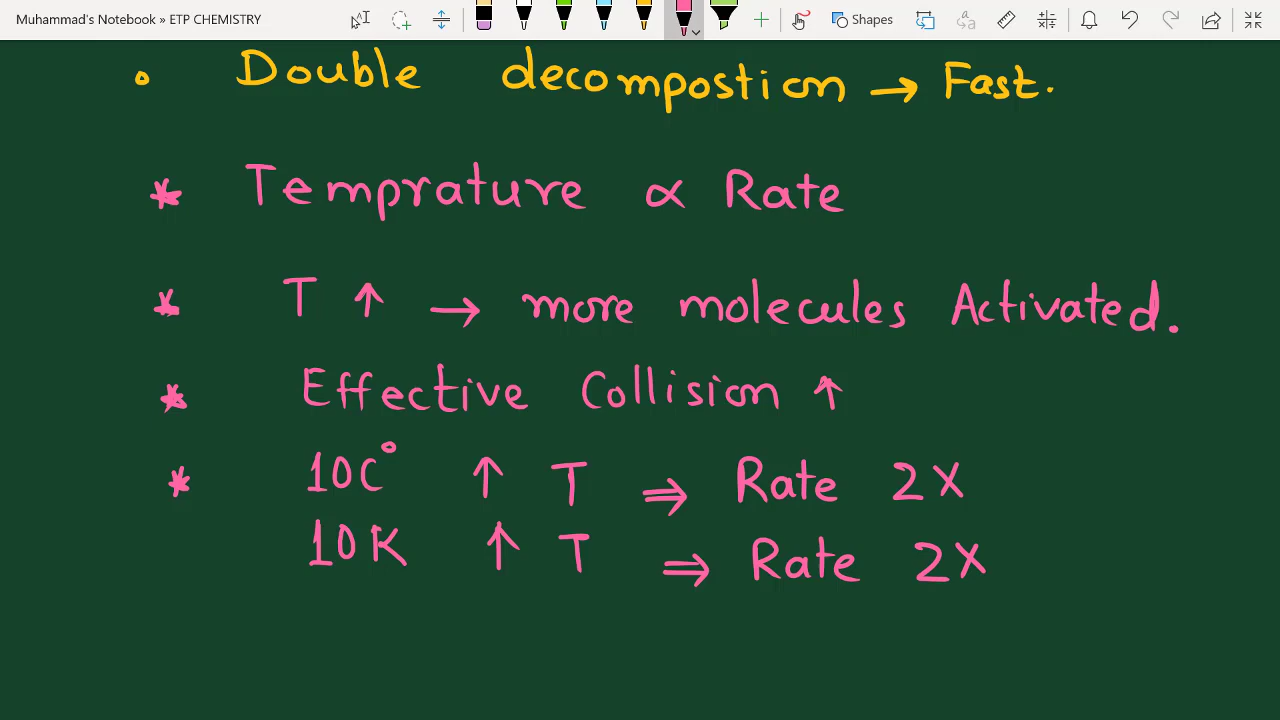 Muhammad's Notebook » ETP CHEMISTRY
Shapes
• Double decompostion → Fast.
* Temprature ∝ Rate
* T ↑ → more molecules Activated.
* Effective Collision ↑
* 10C° ↑ T ⇒ Rate 2X
10K ↑ T ⇒ Rate 2X